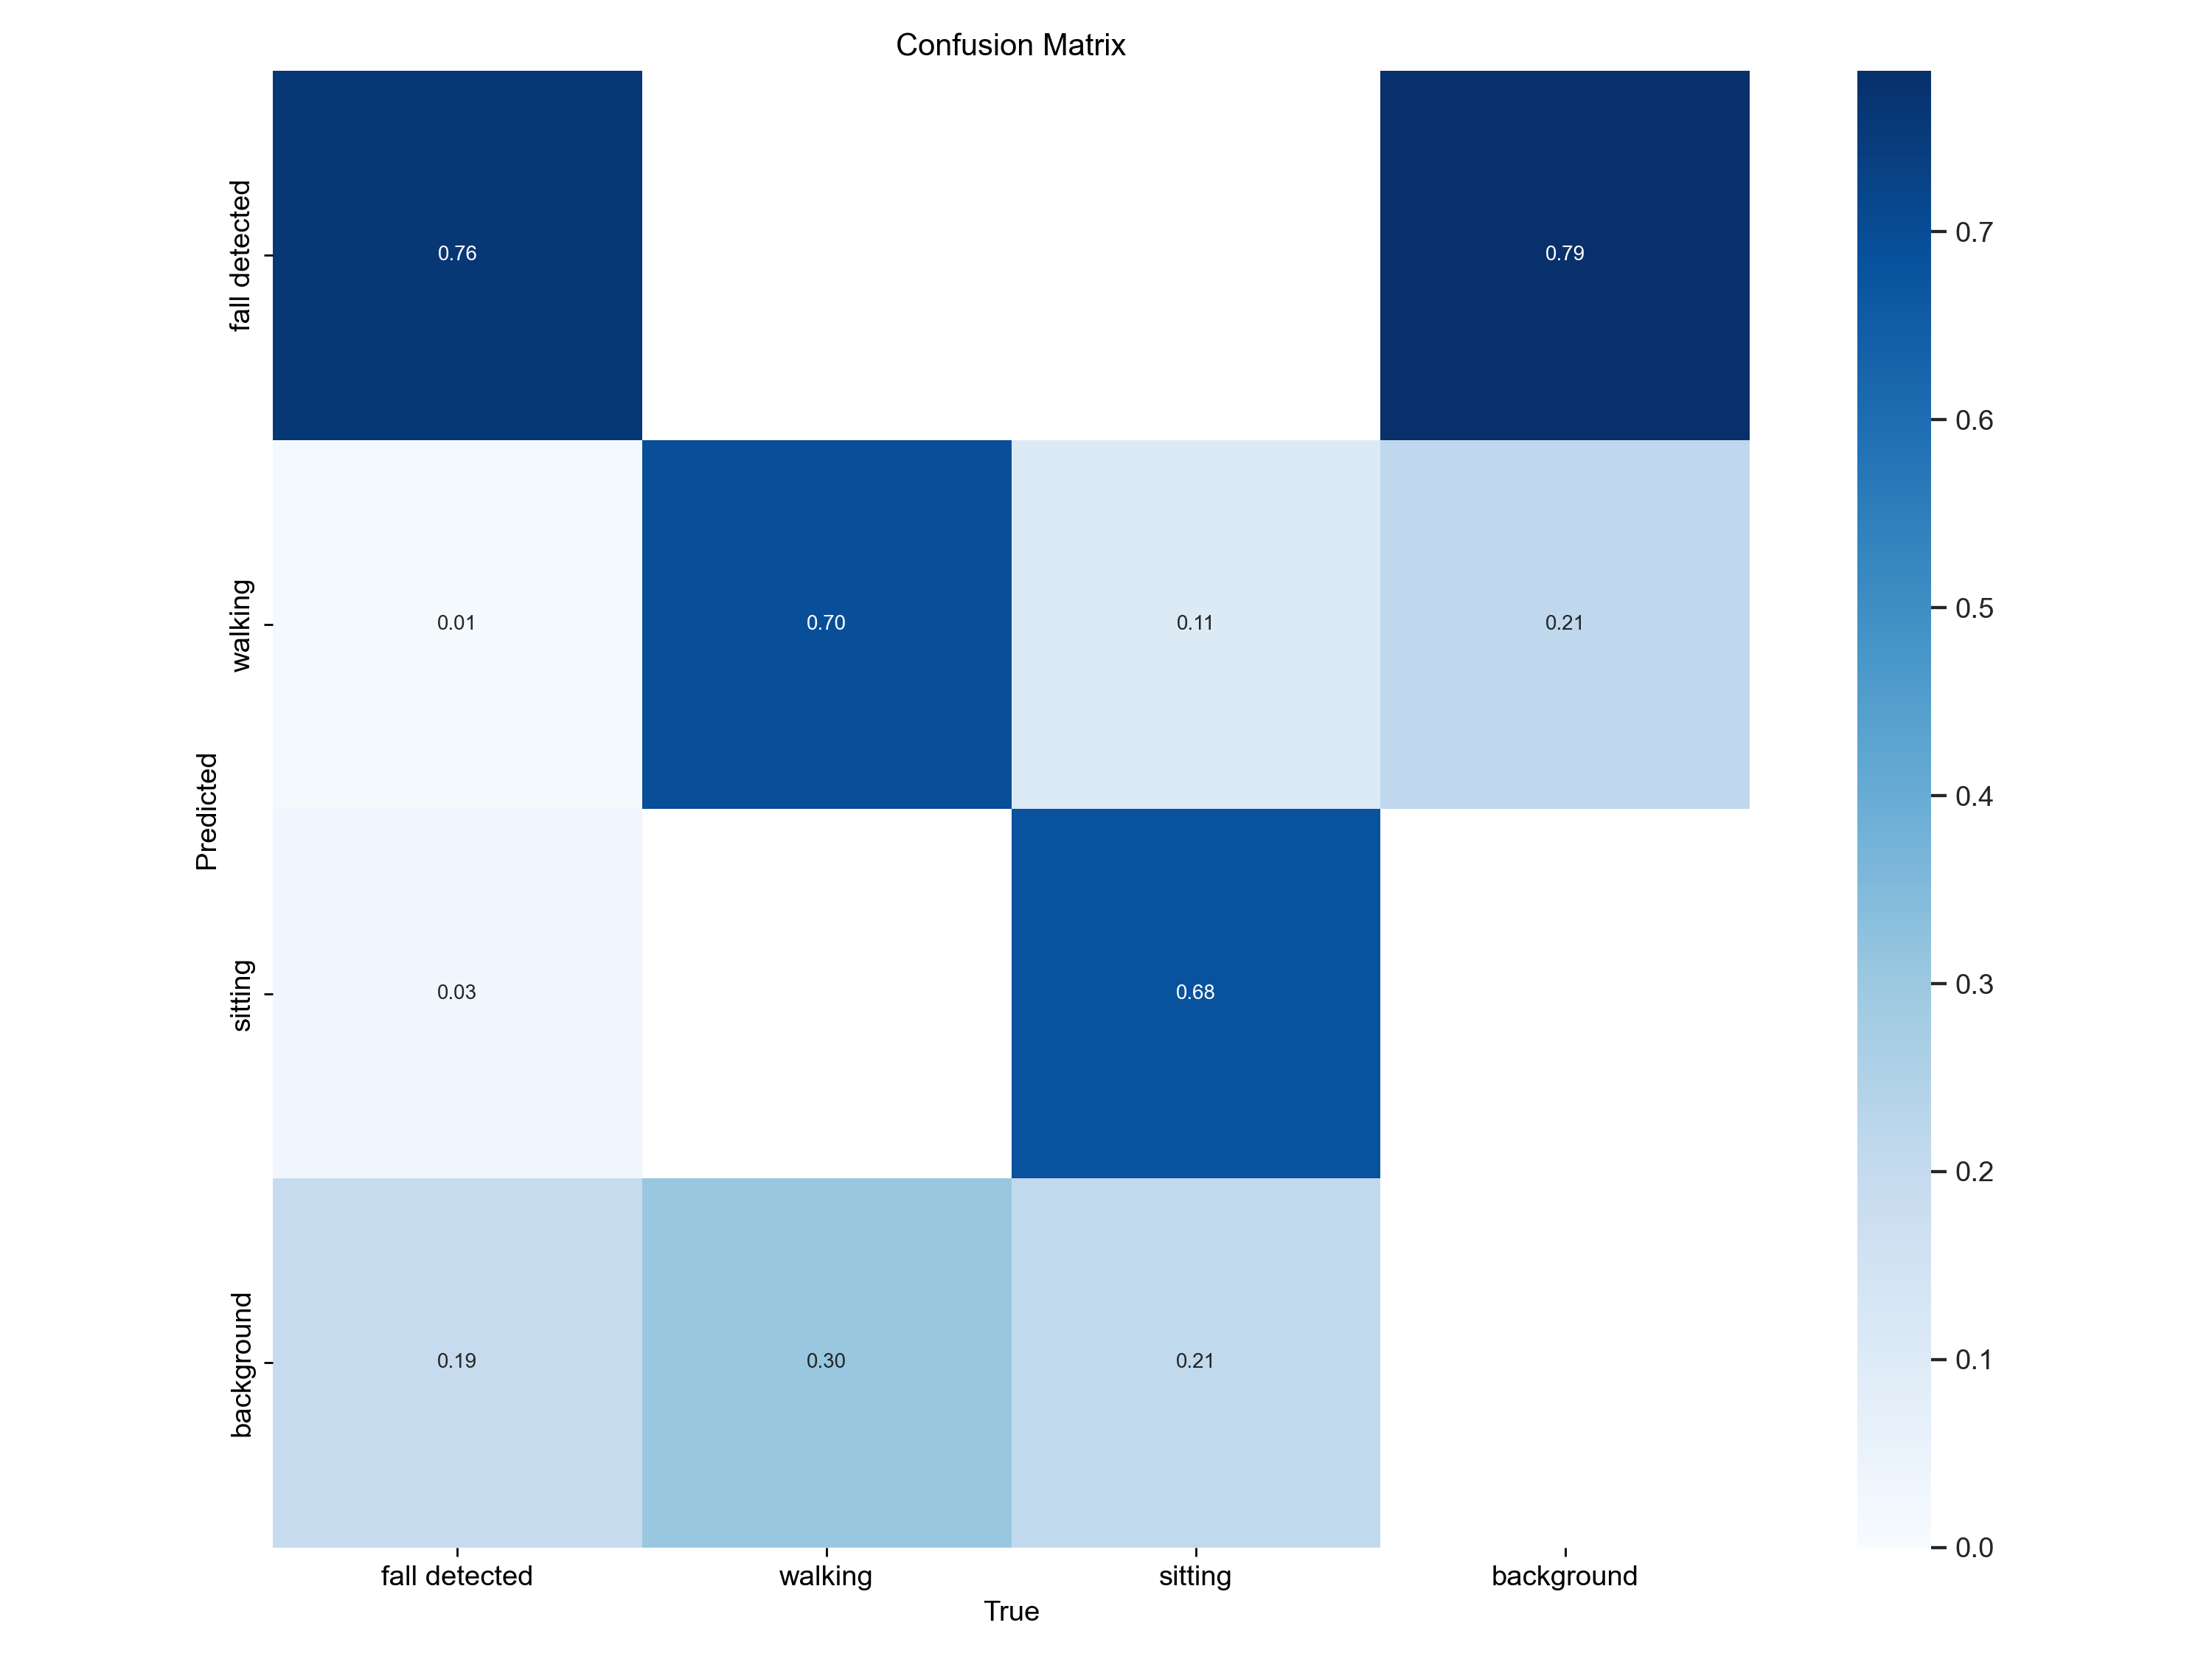 Confusion Matrix
fall detected
0.76
0.79
0.7
0.6
walking
0.01
0.70
0.11
0.21
0.5
0.4
Predicted
sitting
0.03
0.68
0.3
0.2
background
0.19
0.30
0.21
0.1
0.0
fall detected
walking
sitting
background
True